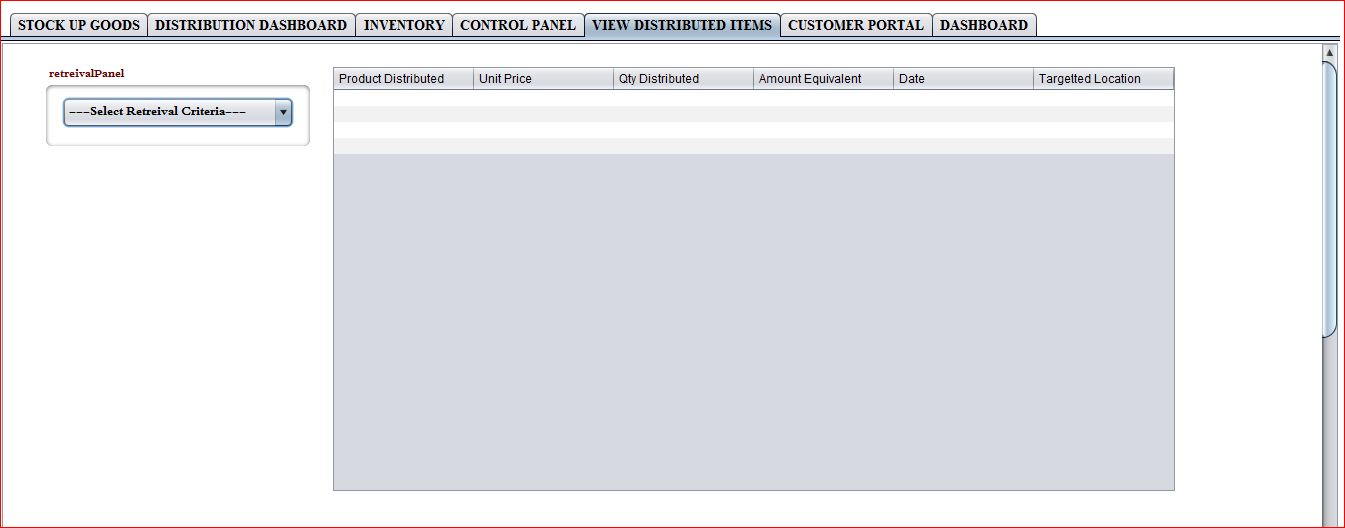 STOCK UP GOODS DISTRIBUTION DASHBOARD INVENTORY CONTROL PANEL VIEW DISTRIBUTED ITEMS CUSTOMER PORTAL DASHBOARD
retreivalPanel
---Select Retreival Criteria---
Product Distributed Unit Price Qty Distributed Amount Equivalent Date Targetted Location